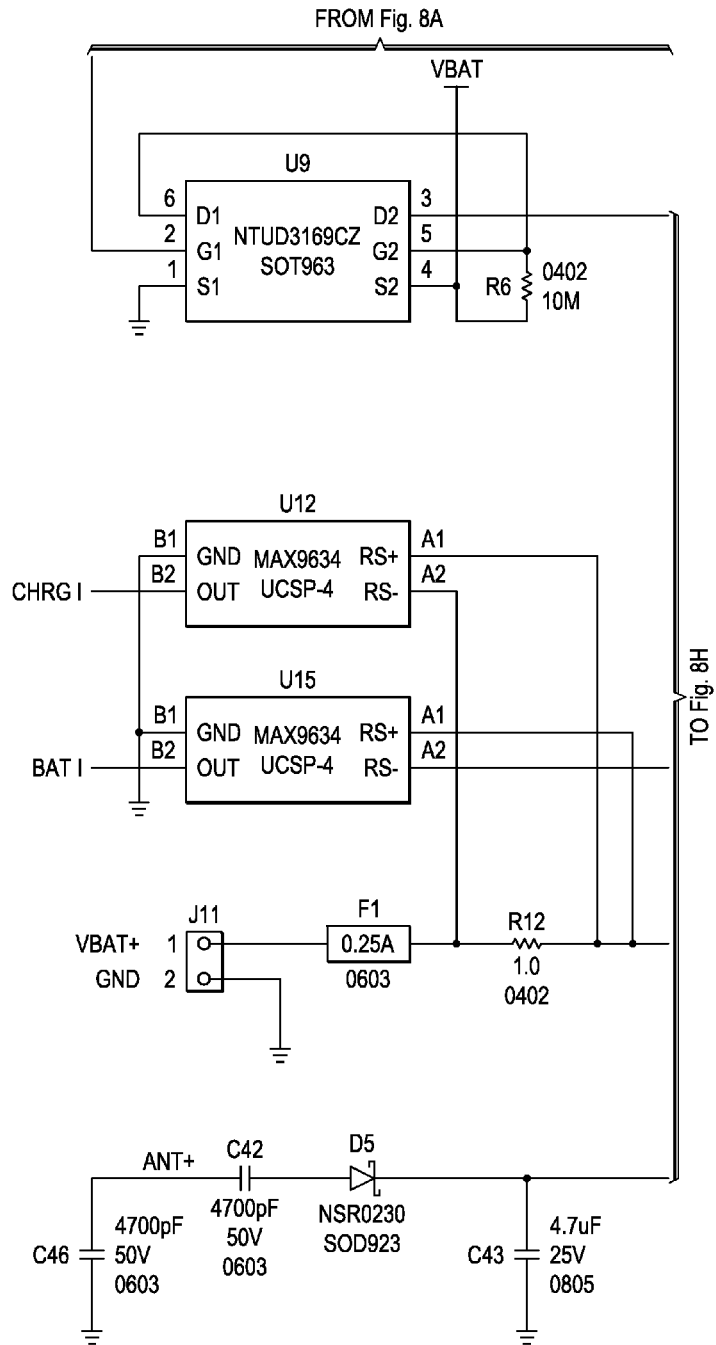 FROM Fig. 8A
VBAT
U9
6 D1 D2 3
2 G1 NTUD3169CZ G2 5
1 S1 SOT963 S2 4
R6 0402
10M
U12
B1 GND MAX9634 RS+ A1
CHRG I B2 OUT UCSP-4 RS- A2
TO Fig. 8H
U15
B1 GND MAX9634 RS+ A1
BAT I B2 OUT UCSP-4 RS- A2
J11 F1 R12
VBAT+ 1 0.25A 1.0
GND 2 0603 0402
ANT+ C42 D5
4700pF NSR0230
50V SOD923
0603
C46 4700pF
50V
0603
C43 4.7uF
25V
0805